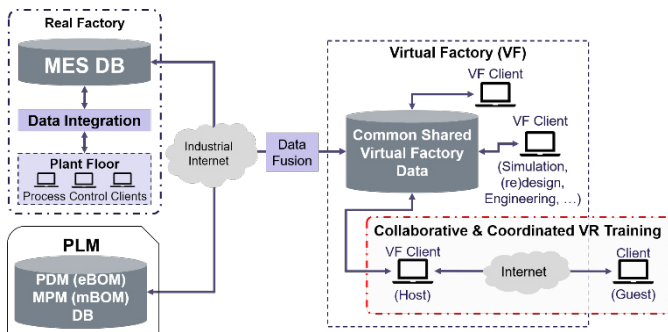 Real Factory
MES DB
Data Integration
Plant Floor
Process Control Clients
PLM
PDM (eBOM)
MPM (mBOM)
DB
Industrial
Internet
Data
Fusion
Virtual Factory (VF)
VF Client
Common Shared
Virtual Factory
Data
VF Client
(Simulation,
(re)design,
Engineering, ...)
Collaborative & Coordinated VR Training
VF Client
(Host)
Internet
Client
(Guest)